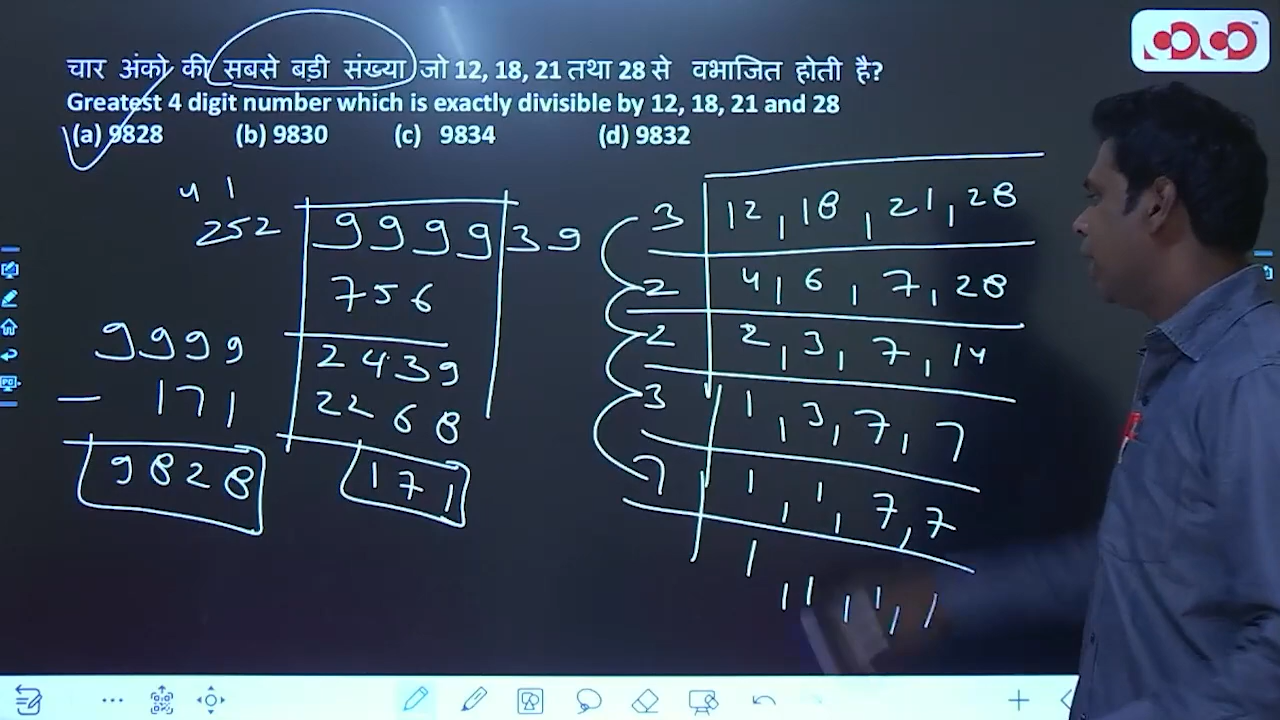 चार अंको की सबसे बड़ी संख्या जो 12, 18, 21 तथा 28 से वभाजित होती है?
Greatest 4 digit number which is exactly divisible by 12, 18, 21 and 28
(a) 9828 (b) 9830 (c) 9834 (d) 9832
4 1
252 9999 39
756
2439
2268
171
9999
- 171
9828
3 12, 18, 21, 28
2 4, 6, 7, 28
2 2, 3, 7, 14
3 1, 3, 7, 7
7 1, 1, 7, 7
1, 1, 1, 1